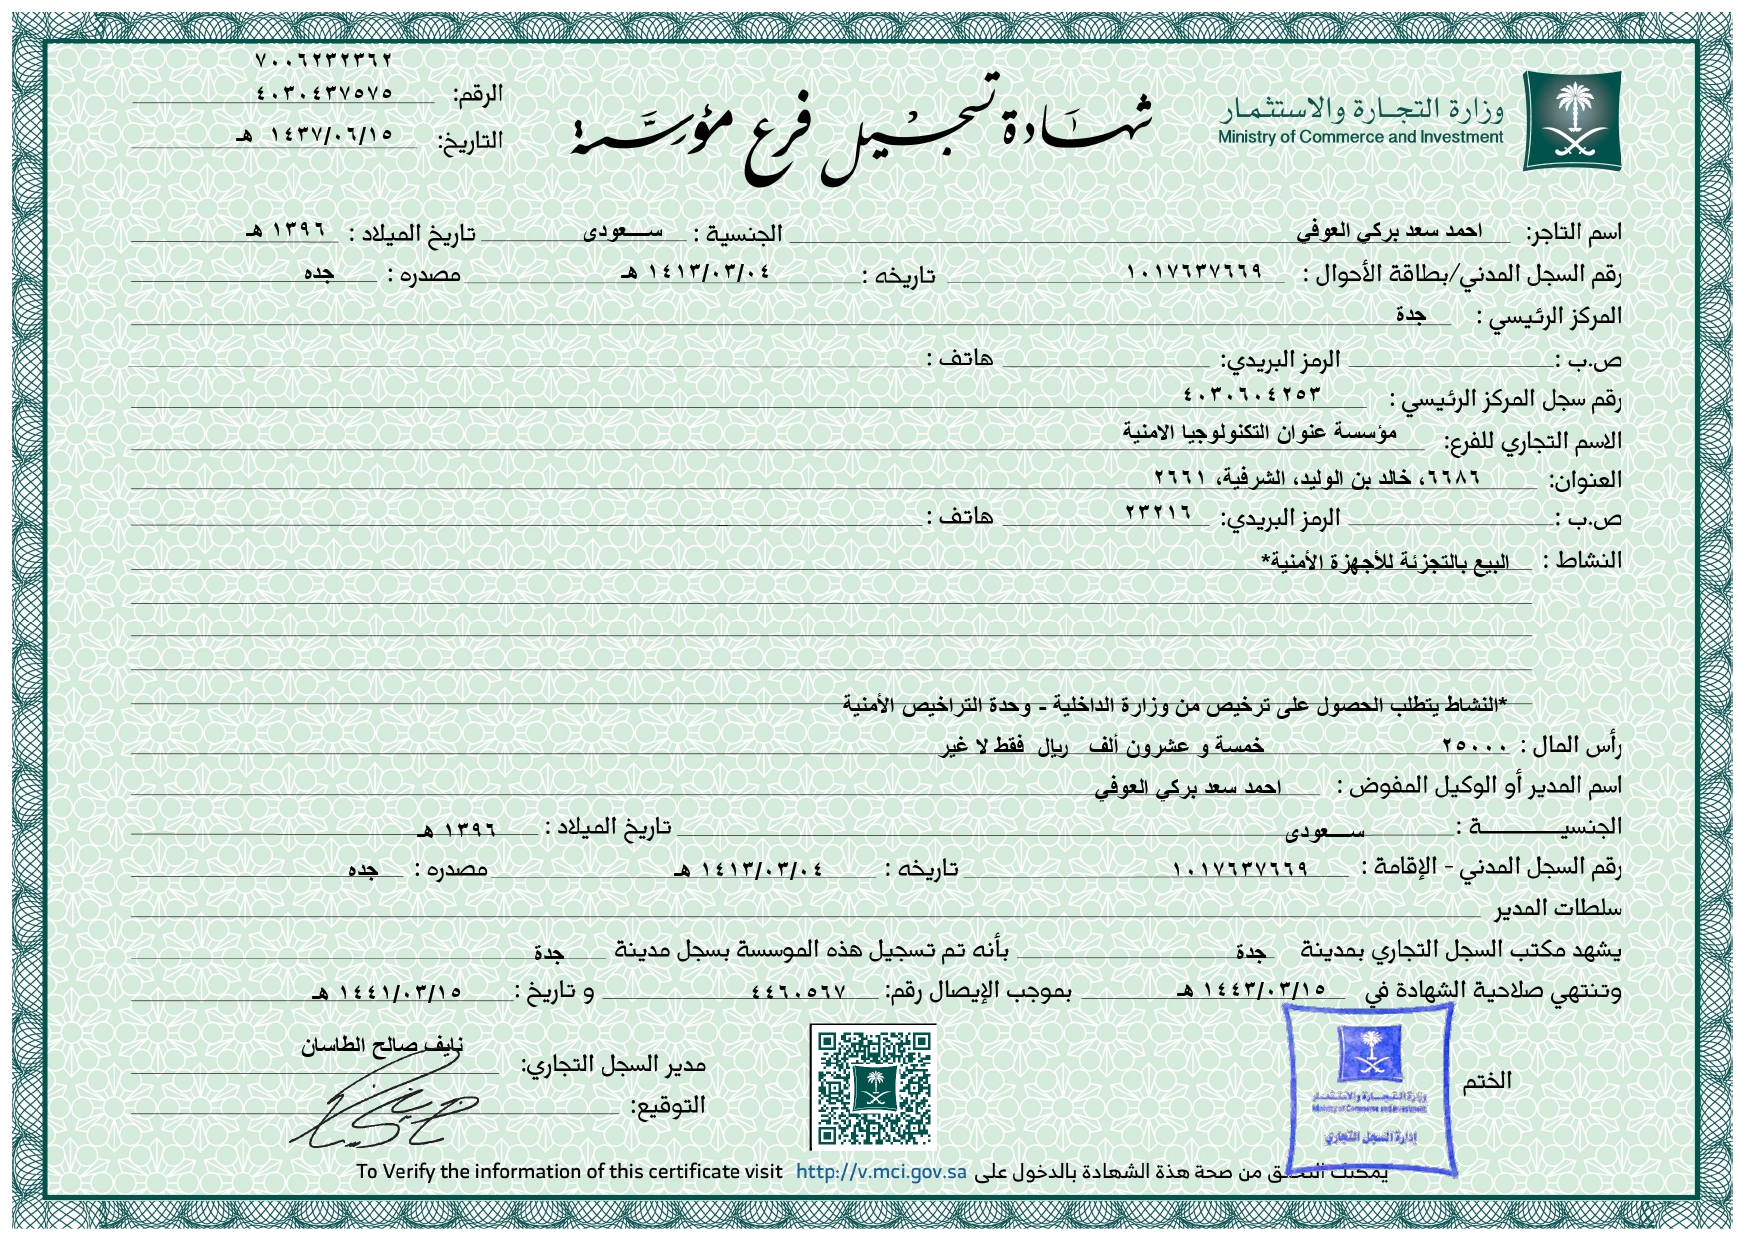 وزارة التجارة والاستثمار
Ministry of Commerce and Investment
شهادة تسجيل فرع مؤسسة
٧٠٠٦٢٣٢٣٦٢
الرقم: ٤٠٣٠٤٣٧٥٧٥
التاريخ: ١٤٣٧/٠٦/١٥ هـ
اسم التاجر: احمد سعد بركي العوفي الجنسية : سـعودى تاريخ الميلاد : ١٣٩٦ هـ
رقم السجل المدني/بطاقة الأحوال : ١٠١٧٦٣٧٦٦٩ تاريخه : ١٤١٣/٠٣/٠٤ هـ مصدره : جده
المركز الرئيسي : جدة
ص.ب : الرمز البريدي: هاتف :
رقم سجل المركز الرئيسي : ٤٠٣٠٦٠٤٢٥٣
الاسم التجاري للفرع: مؤسسة عنوان التكنولوجيا الامنية
العنوان: ٦٦٨٦، خالد بن الوليد، الشرفية، ٢٦٦١
ص.ب : الرمز البريدي: ٢٣٢١٦ هاتف :
النشاط : البيع بالتجزئة للأجهزة الأمنية*
*النشاط يتطلب الحصول على ترخيص من وزارة الداخلية - وحدة التراخيص الأمنية
رأس المال : ٢٥٠٠٠ خمسة و عشرون ألف ريال فقط لا غير
اسم المدير أو الوكيل المفوض : احمد سعد بركي العوفي
الجنسيـــــــة : سـعودى تاريخ الميلاد : ١٣٩٦ هـ
رقم السجل المدني - الإقامة : ١٠١٧٦٣٧٦٦٩ تاريخه : ١٤١٣/٠٣/٠٤ هـ مصدره : جده
سلطات المدير
يشهد مكتب السجل التجاري بمدينة جدة بأنه تم تسجيل هذه الموسسة بسجل مدينة جدة
وتنتهي صلاحية الشهادة في ١٤٤٣/٠٣/١٥ هـ بموجب الإيصال رقم: ٤٤٦٠٥٦٧ و تاريخ : ١٤٤١/٠٣/١٥ هـ
الختم
وزارة التجارة والاستثمار
Ministry of Commerce and Investment
إدارة السجل التجاري
مدير السجل التجاري: نايف صالح الطاسان
التوقيع:
يمكنك التحقق من صحة هذة الشهادة بالدخول على http://v.mci.gov.sa To Verify the information of this certificate visit